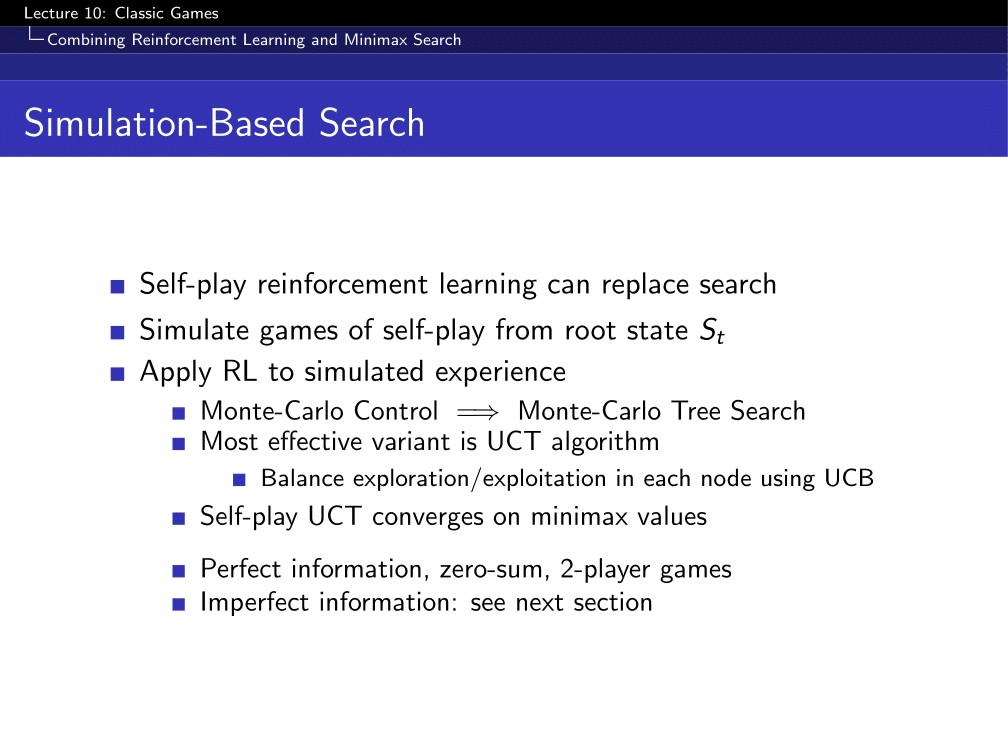 Lecture 10: Classic Games
Combining Reinforcement Learning and Minimax Search
Simulation-Based Search
Self-play reinforcement learning can replace search
Simulate games of self-play from root state S_t
Apply RL to simulated experience
Monte-Carlo Control ⟹ Monte-Carlo Tree Search
Most effective variant is UCT algorithm
Balance exploration/exploitation in each node using UCB
Self-play UCT converges on minimax values
Perfect information, zero-sum, 2-player games
Imperfect information: see next section